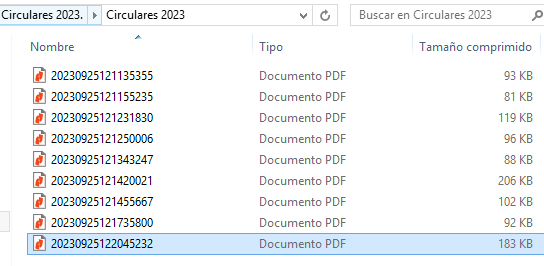 Circulares 2023. Circulares 2023 Buscar en Circulares 2023
Nombre Tipo Tamaño comprimido
20230925121135355 Documento PDF 93 KB
20230925121155235 Documento PDF 81 KB
20230925121231830 Documento PDF 119 KB
20230925121250006 Documento PDF 96 KB
20230925121343247 Documento PDF 88 KB
20230925121420021 Documento PDF 206 KB
20230925121455667 Documento PDF 102 KB
20230925121735800 Documento PDF 92 KB
20230925122045232 Documento PDF 183 KB